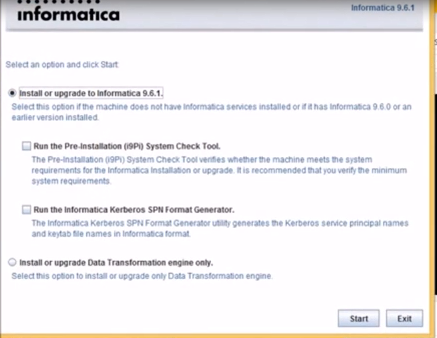 informatica
Informatica 9.6.1
Select an option and click Start.
Install or upgrade to Informatica 9.6.1.
Select this option if the machine does not have Informatica services installed or if it has Informatica 9.6.0 or an
earlier version installed.
Run the Pre-Installation (i9Pi) System Check Tool.
The Pre-Installation (i9Pi) System Check Tool verifies whether the machine meets the system
requirements for the Informatica Installation or upgrade. It is recommended that you verify the minimum
system requirements.
Run the Informatica Kerberos SPN Format Generator.
The Informatica Kerberos SPN Format Generator utility generates the Kerberos service principal names
and keytab file names in Informatica format.
Install or upgrade Data Transformation engine only.
Select this option to install or upgrade only Data Transformation engine.
Start
Exit